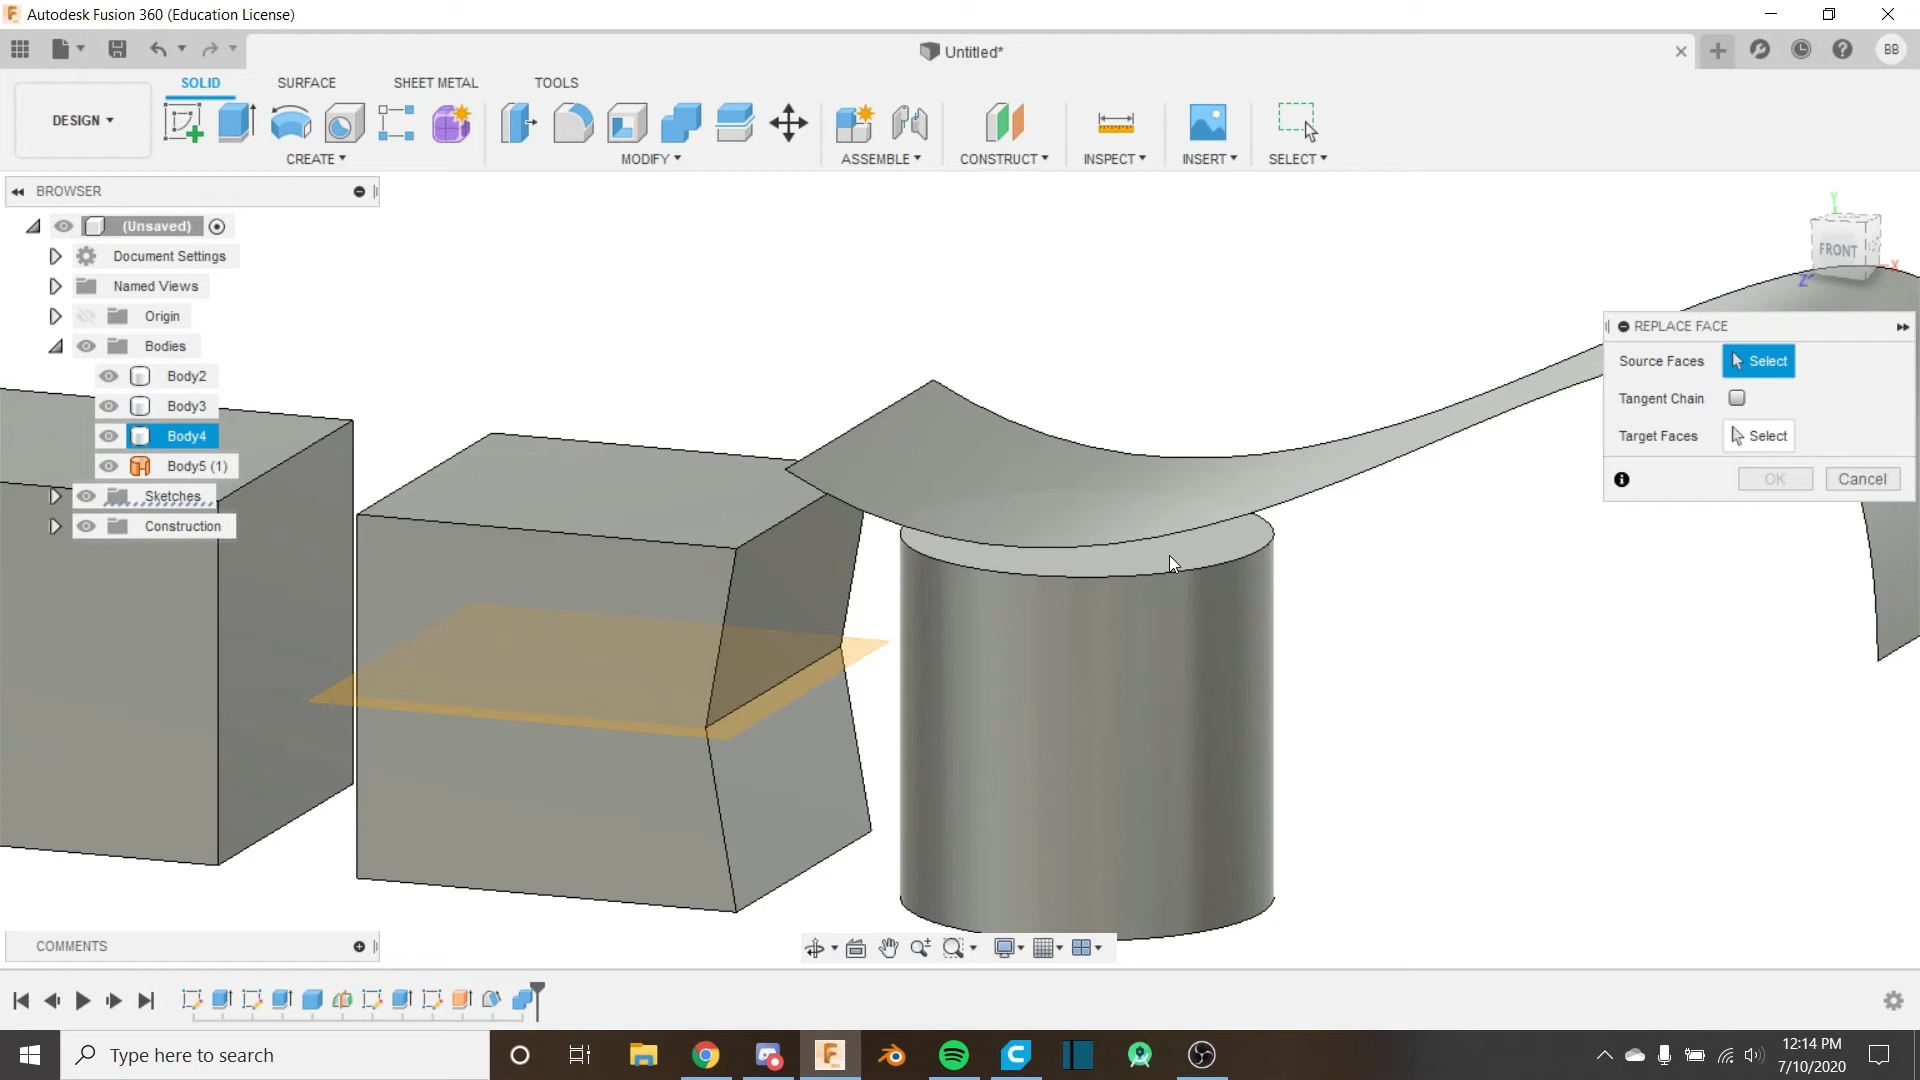 Autodesk Fusion 360 (Education License)
Untitled*
BB
SOLID
SURFACE
SHEET METAL
TOOLS
DESIGN
CREATE
MODIFY
ASSEMBLE
CONSTRUCT
INSPECT
INSERT
SELECT
BROWSER
(Unsaved)
Document Settings
Named Views
Origin
Bodies
Body2
Body3
Body4
Body5 (1)
Sketches
Construction
Y
FRONT
X
Z
REPLACE FACE
Source Faces
Select
Tangent Chain
Target Faces
Select
OK
Cancel
COMMENTS
Type here to search
12:14 PM
7/10/2020